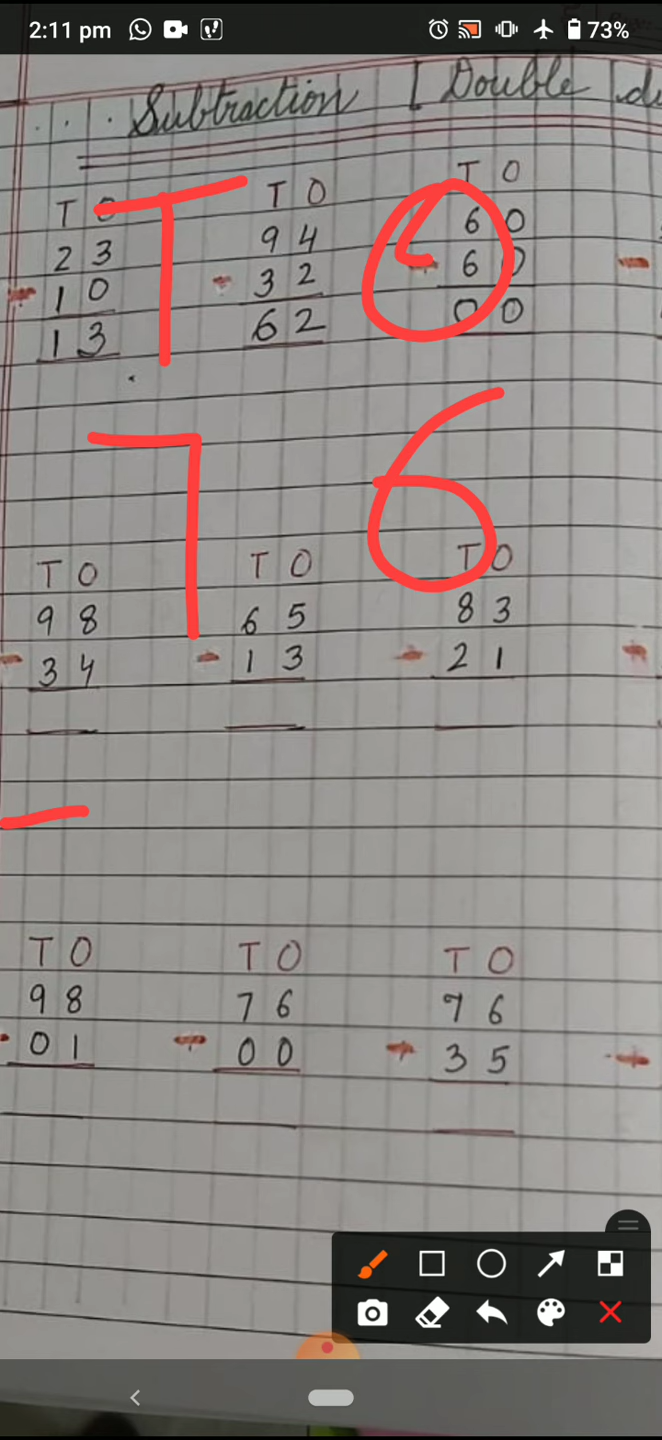 2:11 pm 73%
Subtraction [ Double
T O T O T O
2 3 9 4 6 0
- 1 0 - 3 2 - 6 0
1 3 6 2 0 0
T O
7 6
T O T O T O
9 8 6 5 8 3
- 3 4 - 1 3 - 2 1
T O T O T O
9 8 7 6 7 6
- 0 1 - 0 0 - 3 5